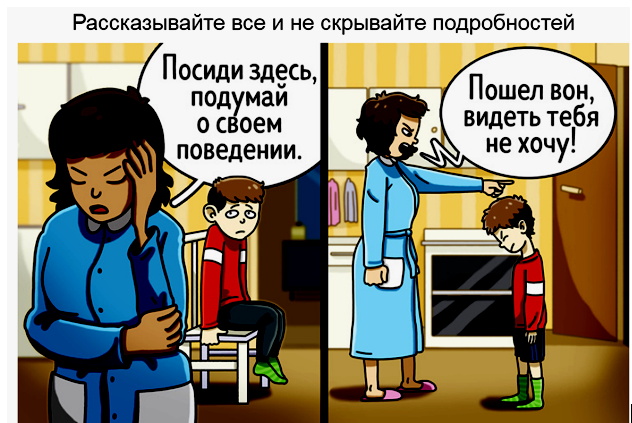 Рассказывайте все и не скрывайте подробностей
Посиди здесь,
подумай
о своем
поведении.
Пошел вон,
видеть тебя
не хочу!